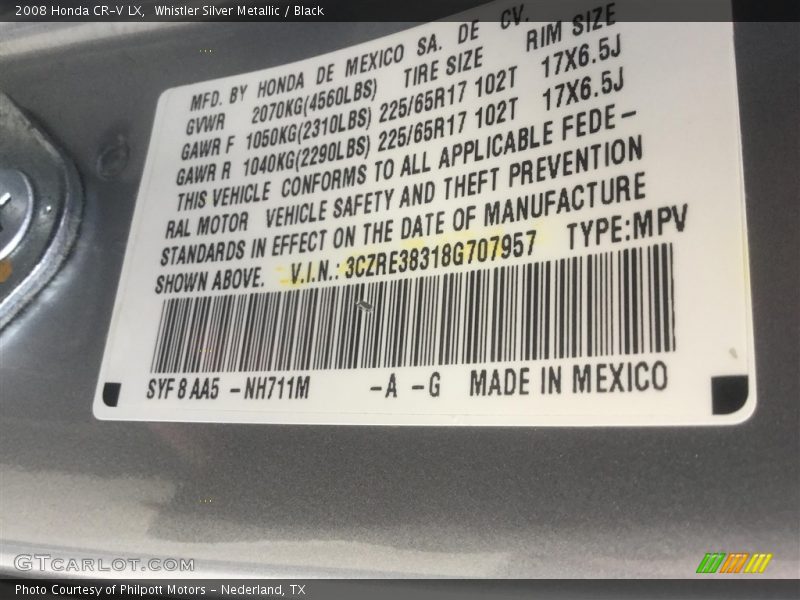 2008 Honda CR-V LX,  Whistler Silver Metallic / Black
MFD. BY HONDA DE MEXICO SA. DE CV.
GVWR 2070KG(4560LBS) TIRE SIZE RIM SIZE
GAWR F 1050KG(2310LBS) 225/65R17 102T 17X6.5J
GAWR R 1040KG(2290LBS) 225/65R17 102T 17X6.5J
THIS VEHICLE CONFORMS TO ALL APPLICABLE FEDE-
RAL MOTOR VEHICLE SAFETY AND THEFT PREVENTION
STANDARDS IN EFFECT ON THE DATE OF MANUFACTURE
SHOWN ABOVE. V.I.N.: 3CZRE38318G707957 TYPE:MPV
SYF 8 AA5 -NH711M -A -G MADE IN MEXICO
GTCARLOT.COM
Photo Courtesy of Philpott Motors - Nederland, TX